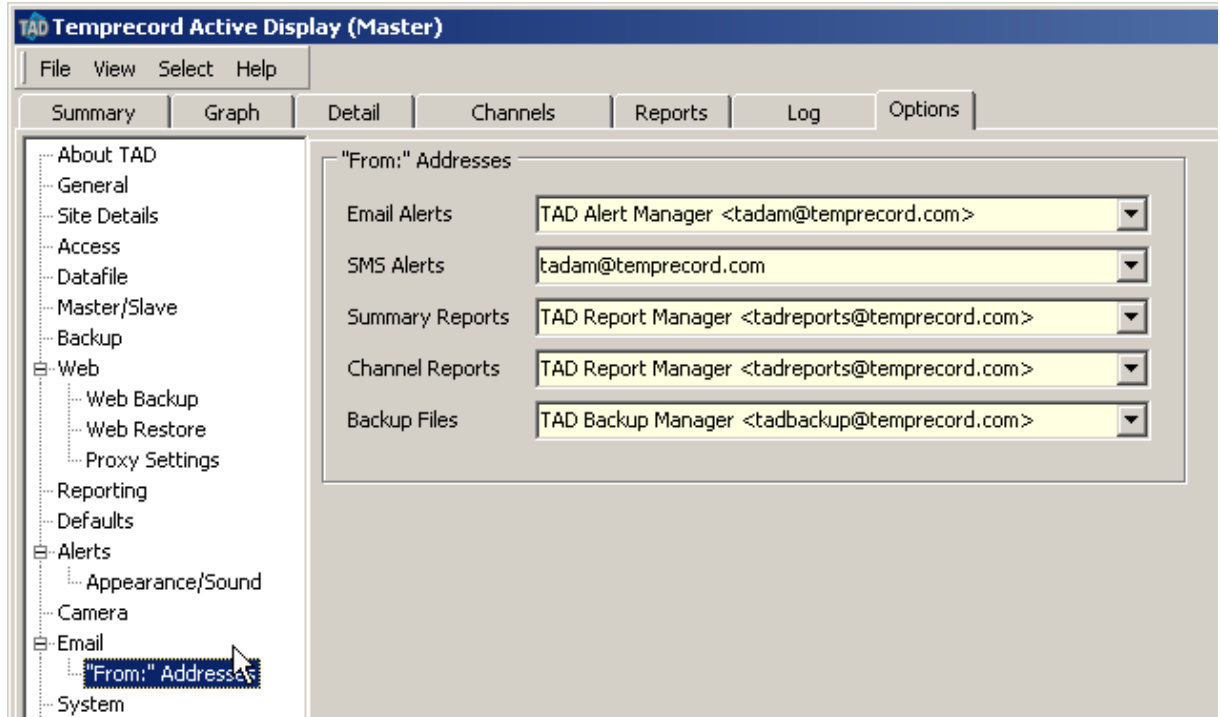 TAD Temprecord Active Display (Master)
File View Select Help
Summary Graph Detail Channels Reports Log Options
About TAD
General
Site Details
Access
Datafile
Master/Slave
Backup
Web
Web Backup
Web Restore
Proxy Settings
Reporting
Defaults
Alerts
Appearance/Sound
Camera
Email
"From:" Addresses
System
"From:" Addresses
Email Alerts TAD Alert Manager <tadam@temprecord.com>
SMS Alerts tadam@temprecord.com
Summary Reports TAD Report Manager <tadreports@temprecord.com>
Channel Reports TAD Report Manager <tadreports@temprecord.com>
Backup Files TAD Backup Manager <tadbackup@temprecord.com>